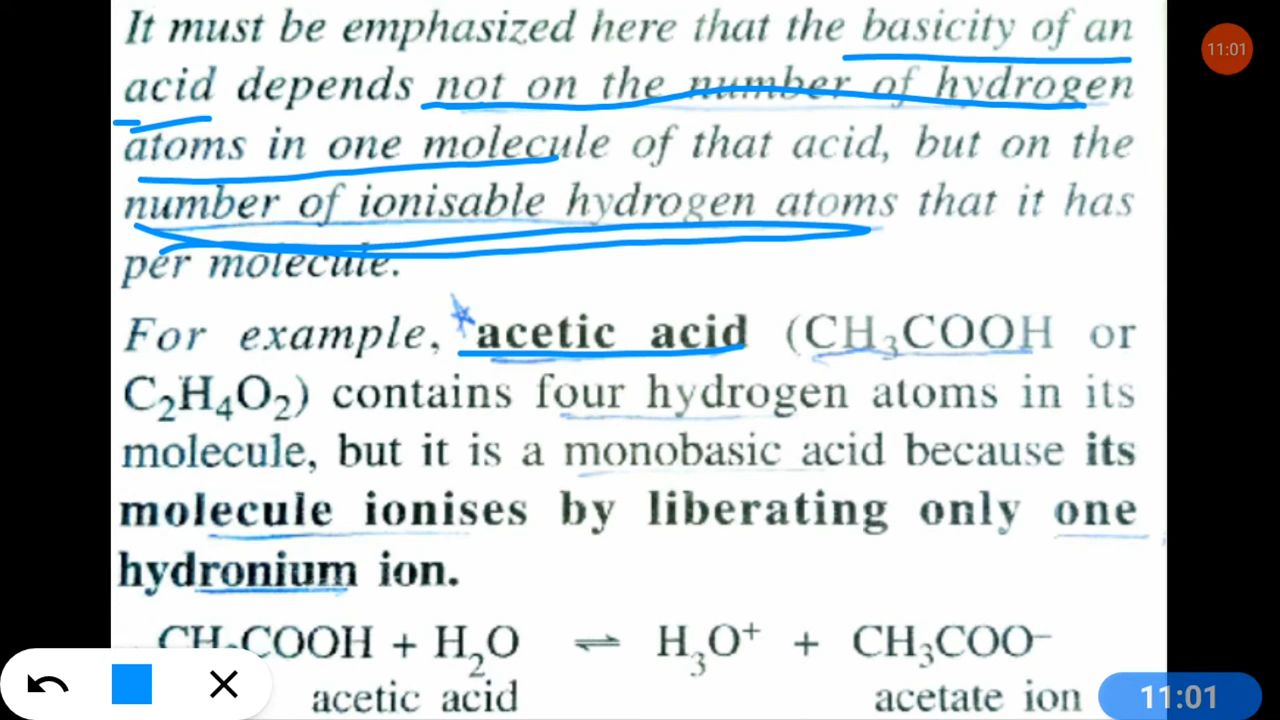 It must be emphasized here that the basicity of an
acid depends not on the number of hydrogen
atoms in one molecule of that acid, but on the
number of ionisable hydrogen atoms that it has
per molecule.
For example, acetic acid (CH₃COOH or
C₂H₄O₂) contains four hydrogen atoms in its
molecule, but it is a monobasic acid because its
molecule ionises by liberating only one
hydronium ion.
CH₃COOH + H₂O ⇌ H₃O⁺ + CH₃COO⁻
acetic acid acetate ion
11:01
11:01